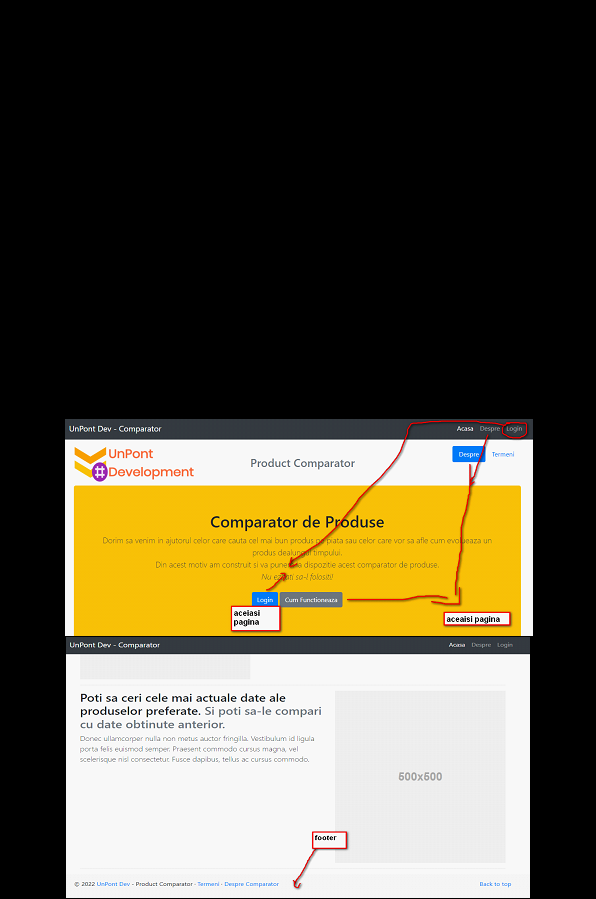 UnPont Dev - Comparator
Acasa Despre Login
UnPont
Development
#
Product Comparator
Despre Termeni
Comparator de Produse
Dorim sa venim in ajutorul celor care cauta cel mai bun produs pe piata sau celor care vor sa afle cum evolueaza un
produs dealungul timpului.
Din acest motiv am construit si va punem la dispozitie acest comparator de produse.
Nu ezitati sa-l folositi!
Login Cum Functioneaza
aceiasi
pagina
aceaisi pagina
UnPont Dev - Comparator
Acasa Despre Login
Poti sa ceri cele mai actuale date ale
produselor preferate. Si poti sa-le compari
cu date obtinute anterior.
Donec ullamcorper nulla non metus auctor fringilla. Vestibulum id ligula
porta felis euismod semper. Praesent commodo cursus magna, vel
scelerisque nisl consectetur. Fusce dapibus, tellus ac cursus commodo.
500x500
footer
© 2022 UnPont Dev - Product Comparator · Termeni · Despre Comparator
Back to top